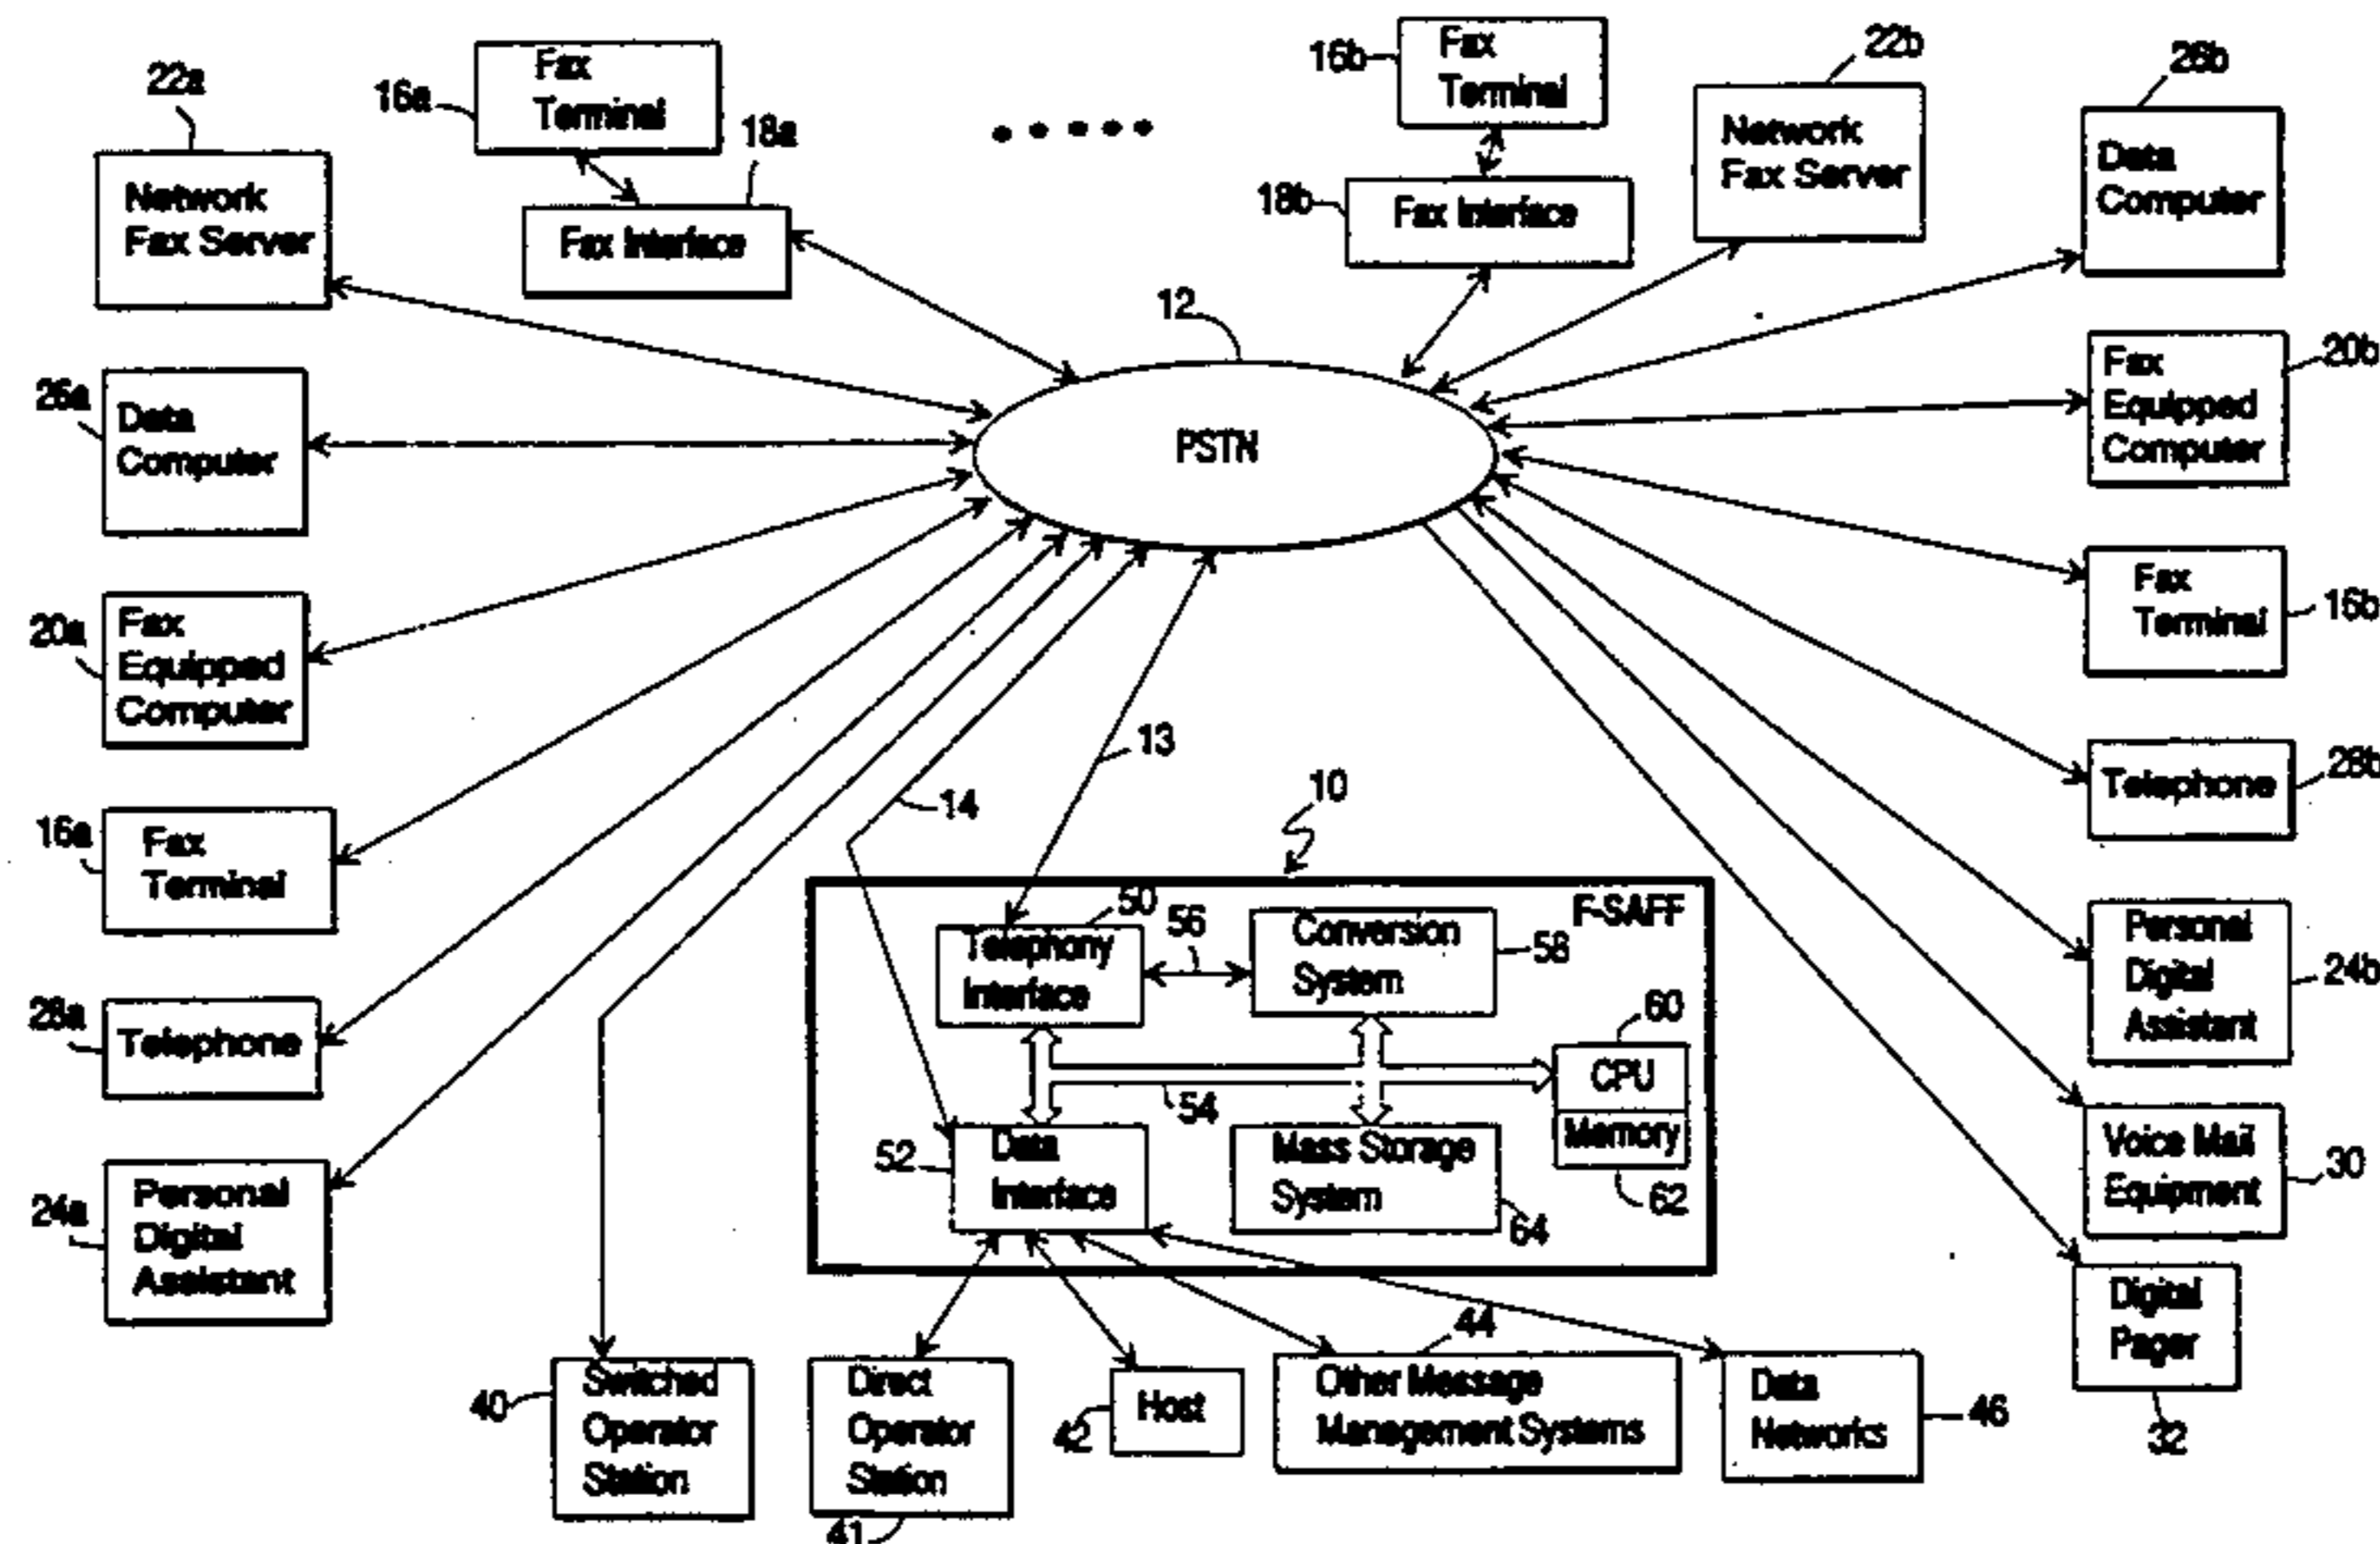 22a
Network
Fax Server
16a
Fax
Terminal
18a
Fax Interface
16b
Fax
Terminal
18b
Fax Interface
22b
Network
Fax Server
26b
Data
Computer
12
PSTN
26a
Data
Computer
20b
Fax
Equipped
Computer
20a
Fax
Equipped
Computer
Fax
Terminal
16b
13
14
10
Telephone
28b
16a
Fax
Terminal
F-SAFF
50
Telephony
Interface
56
Conversion
System
58
Personal
Digital
Assistant
24b
28a
Telephone
60
CPU
Memory
62
54
52
Data
Interface
Mass Storage
System
64
Voice Mail
Equipment
30
24a
Personal
Digital
Assistant
Digital
Pager
32
40
Switched
Operator
Station
Direct
Operator
Station
41
42
Host
44
Other Message
Management Systems
Data
Networks
46